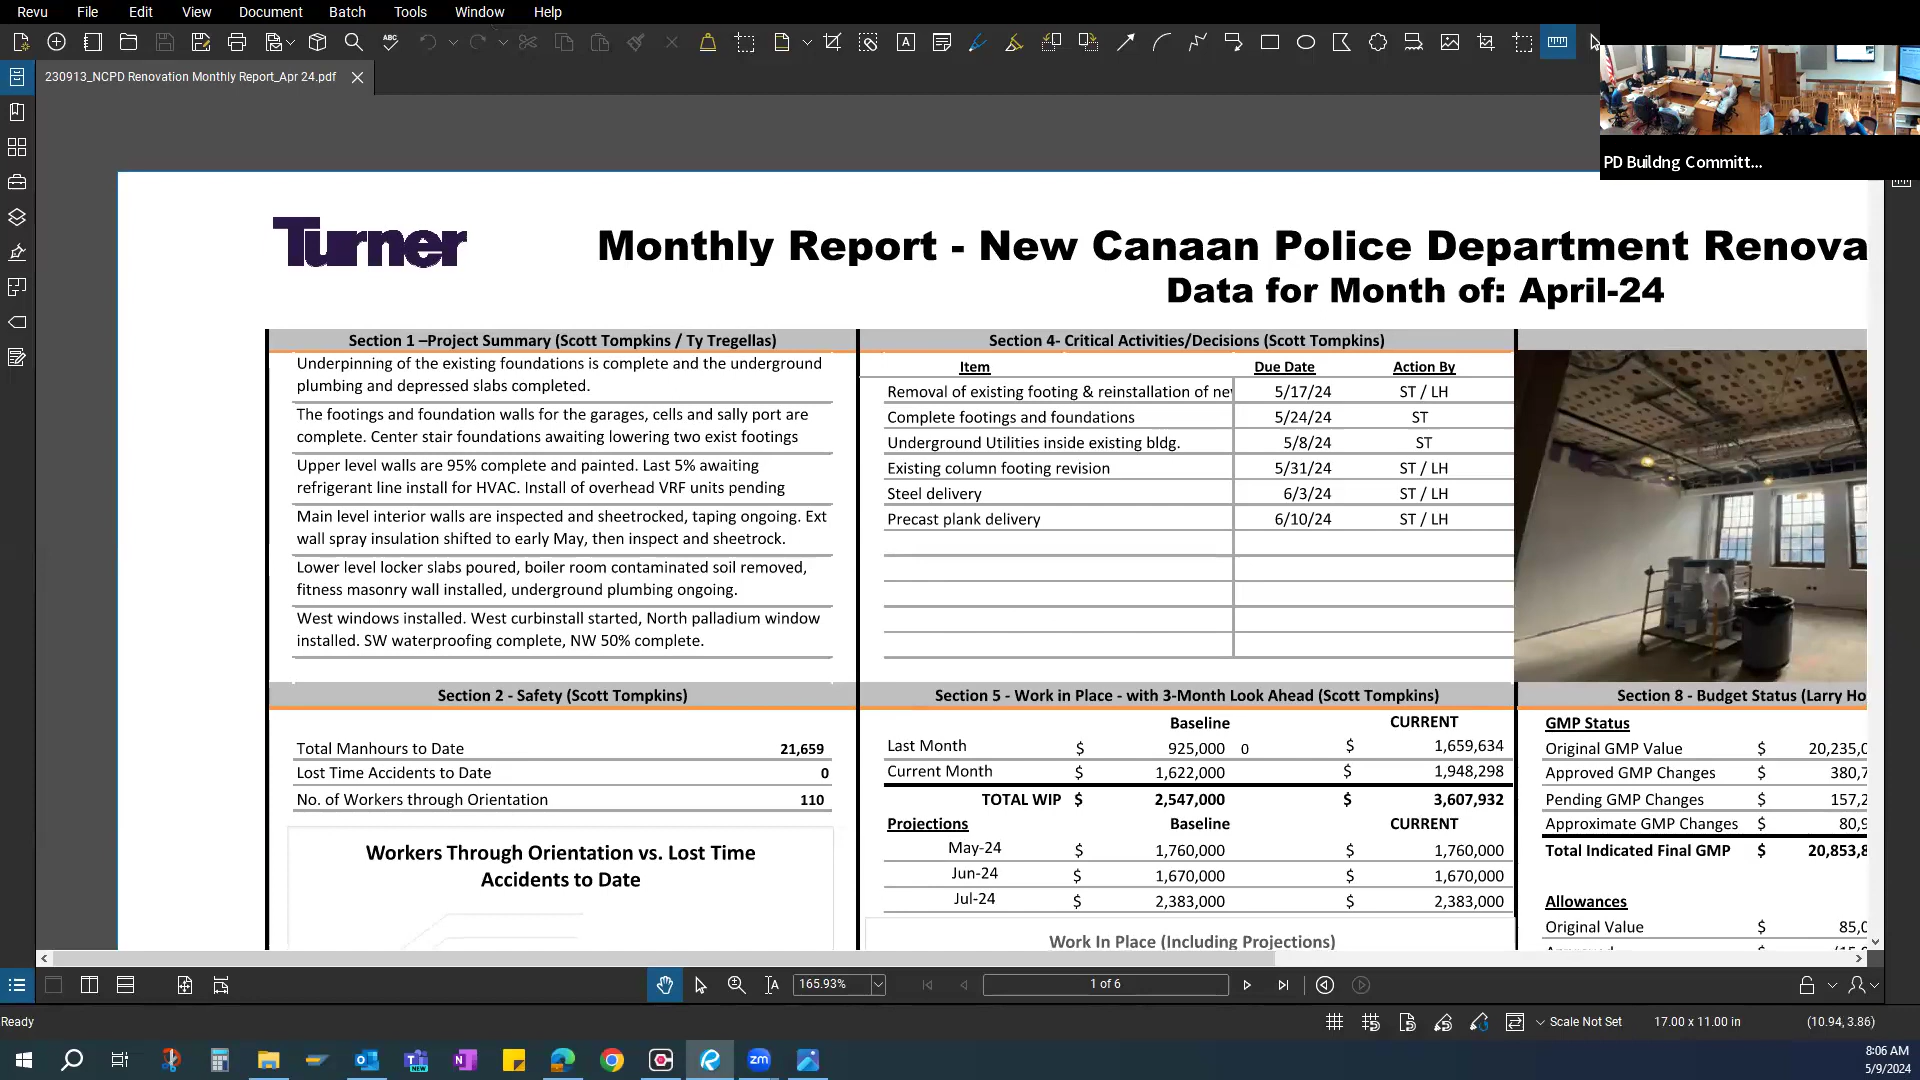 Revu File Edit View Document Batch Tools Window Help
230913_NCPD Renovation Monthly Report_Apr 24.pdf
PD Buildng Committ...
Turner
Monthly Report - New Canaan Police Department Renova
Data for Month of: April-24
Section 1 –Project Summary (Scott Tompkins / Ty Tregellas)
Underpinning of the existing foundations is complete and the underground
plumbing and depressed slabs completed.
The footings and foundation walls for the garages, cells and sally port are
complete. Center stair foundations awaiting lowering two exist footings
Upper level walls are 95% complete and painted. Last 5% awaiting
refrigerant line install for HVAC. Install of overhead VRF units pending
Main level interior walls are inspected and sheetrocked, taping ongoing. Ext
wall spray insulation shifted to early May, then inspect and sheetrock.
Lower level locker slabs poured, boiler room contaminated soil removed,
fitness masonry wall installed, underground plumbing ongoing.
West windows installed. West curbinstall started, North palladium window
installed. SW waterproofing complete, NW 50% complete.
Section 2 - Safety (Scott Tompkins)
Total Manhours to Date 21,659
Lost Time Accidents to Date 0
No. of Workers through Orientation 110
Workers Through Orientation vs. Lost Time
Accidents to Date
Section 4- Critical Activities/Decisions (Scott Tompkins)
Item Due Date Action By
Removal of existing footing & reinstallation of nev 5/17/24 ST / LH
Complete footings and foundations 5/24/24 ST
Underground Utilities inside existing bldg. 5/8/24 ST
Existing column footing revision 5/31/24 ST / LH
Steel delivery 6/3/24 ST / LH
Precast plank delivery 6/10/24 ST / LH
Section 5 - Work in Place - with 3-Month Look Ahead (Scott Tompkins)
Baseline CURRENT
Last Month $ 925,000 0 $ 1,659,634
Current Month $ 1,622,000 $ 1,948,298
TOTAL WIP $ 2,547,000 $ 3,607,932
Projections Baseline CURRENT
May-24 $ 1,760,000 $ 1,760,000
Jun-24 $ 1,670,000 $ 1,670,000
Jul-24 $ 2,383,000 $ 2,383,000
Work In Place (Including Projections)
Section 8 - Budget Status (Larry Ho
GMP Status
Original GMP Value $ 20,235,0
Approved GMP Changes $ 380,7
Pending GMP Changes $ 157,2
Approximate GMP Changes $ 80,9
Total Indicated Final GMP $ 20,853,8
Allowances
Original Value $ 85,0
165.93% 1 of 6
Ready Scale Not Set 17.00 x 11.00 in (10.94, 3.86)
8:06 AM
5/9/2024